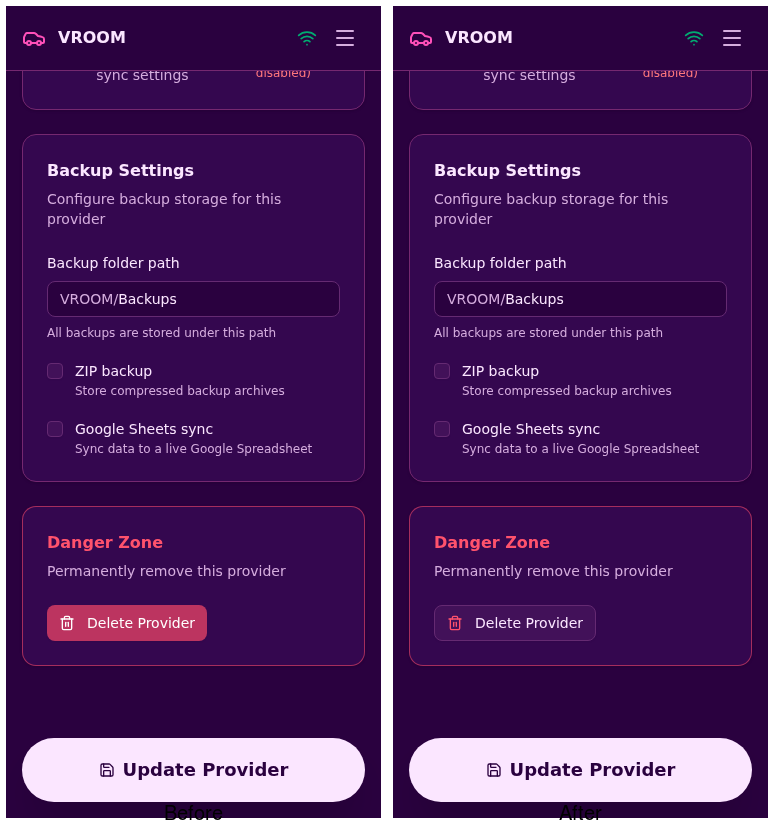 VROOM
sync settings
disabled)
Backup Settings
Configure backup storage for this
provider
Backup folder path
VROOM/Backups
All backups are stored under this path
ZIP backup
Store compressed backup archives
Google Sheets sync
Sync data to a live Google Spreadsheet
Danger Zone
Permanently remove this provider
Delete Provider
Update Provider
Before
VROOM
sync settings
disabled)
Backup Settings
Configure backup storage for this
provider
Backup folder path
VROOM/Backups
All backups are stored under this path
ZIP backup
Store compressed backup archives
Google Sheets sync
Sync data to a live Google Spreadsheet
Danger Zone
Permanently remove this provider
Delete Provider
Update Provider
After